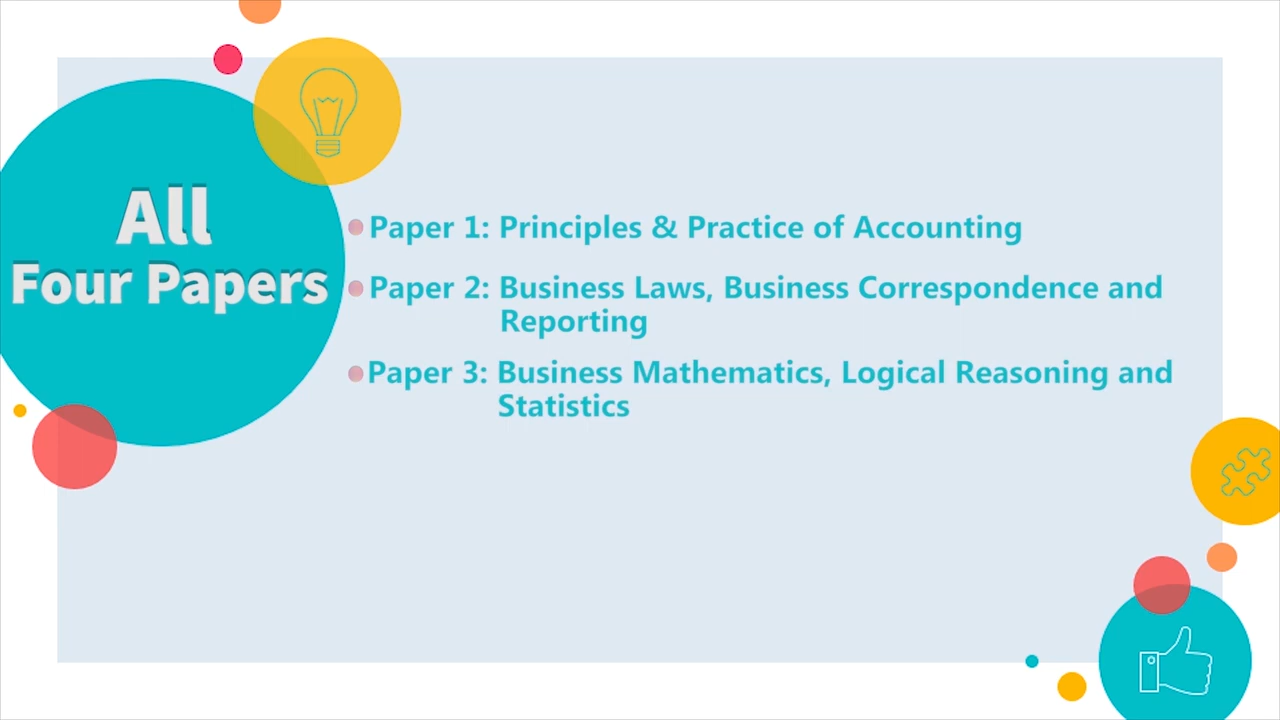 All
Four Papers
Paper 1: Principles & Practice of Accounting
Paper 2: Business Laws, Business Correspondence and
Reporting
Paper 3: Business Mathematics, Logical Reasoning and
Statistics